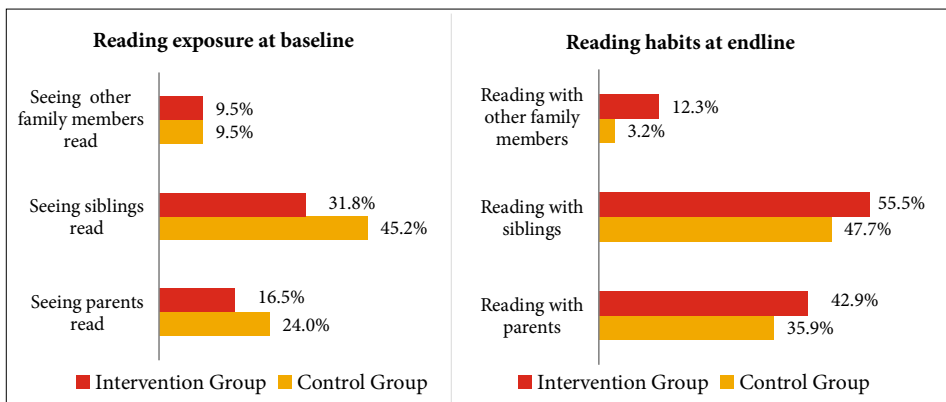 Reading exposure at baseline
Seeing other
family members
read
9.5%
9.5%
Seeing siblings
read
31.8%
45.2%
Seeing parents
read
16.5%
24.0%
Intervention Group
Control Group
Reading habits at endline
Reading with
other family
members
12.3%
3.2%
Reading with
siblings
55.5%
47.7%
Reading with
parents
42.9%
35.9%
Intervention Group
Control Group